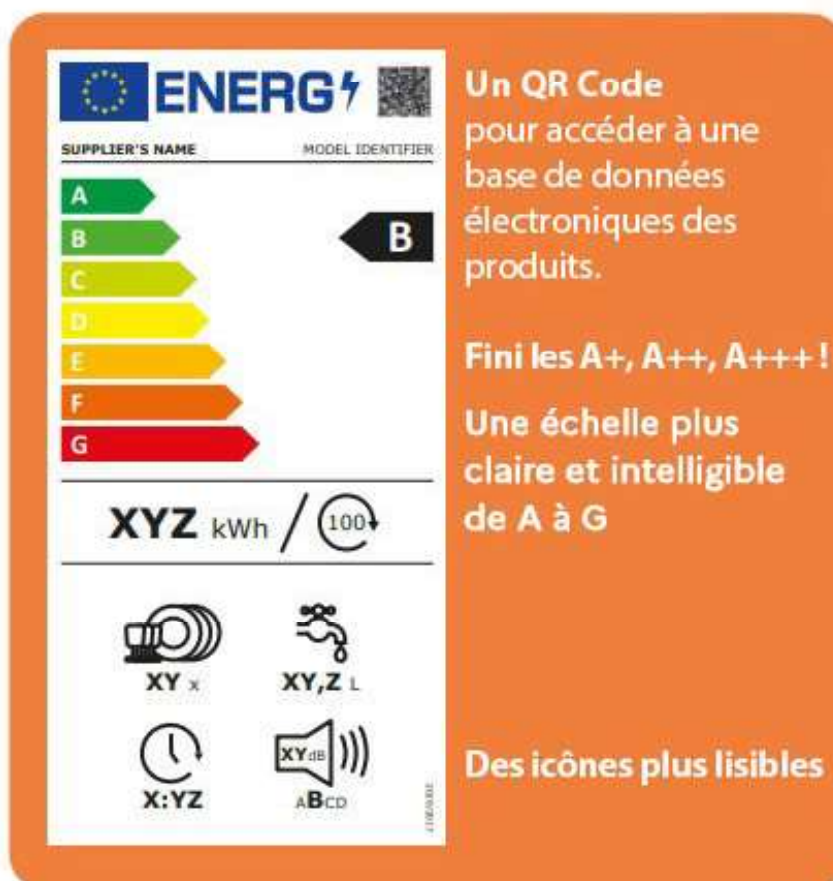 ENERG
SUPPLIER'S NAME MODEL IDENTIFIER
A
B
B
C
D
E
F
G
XYZ kWh / 100
XY x
XY,Z L
X:YZ
XY dB
ABCD
Un QR Code
pour accéder à une
base de données
électroniques des
produits.
Fini les A+, A++, A+++ !
Une échelle plus
claire et intelligible
de A à G
Des icônes plus lisibles